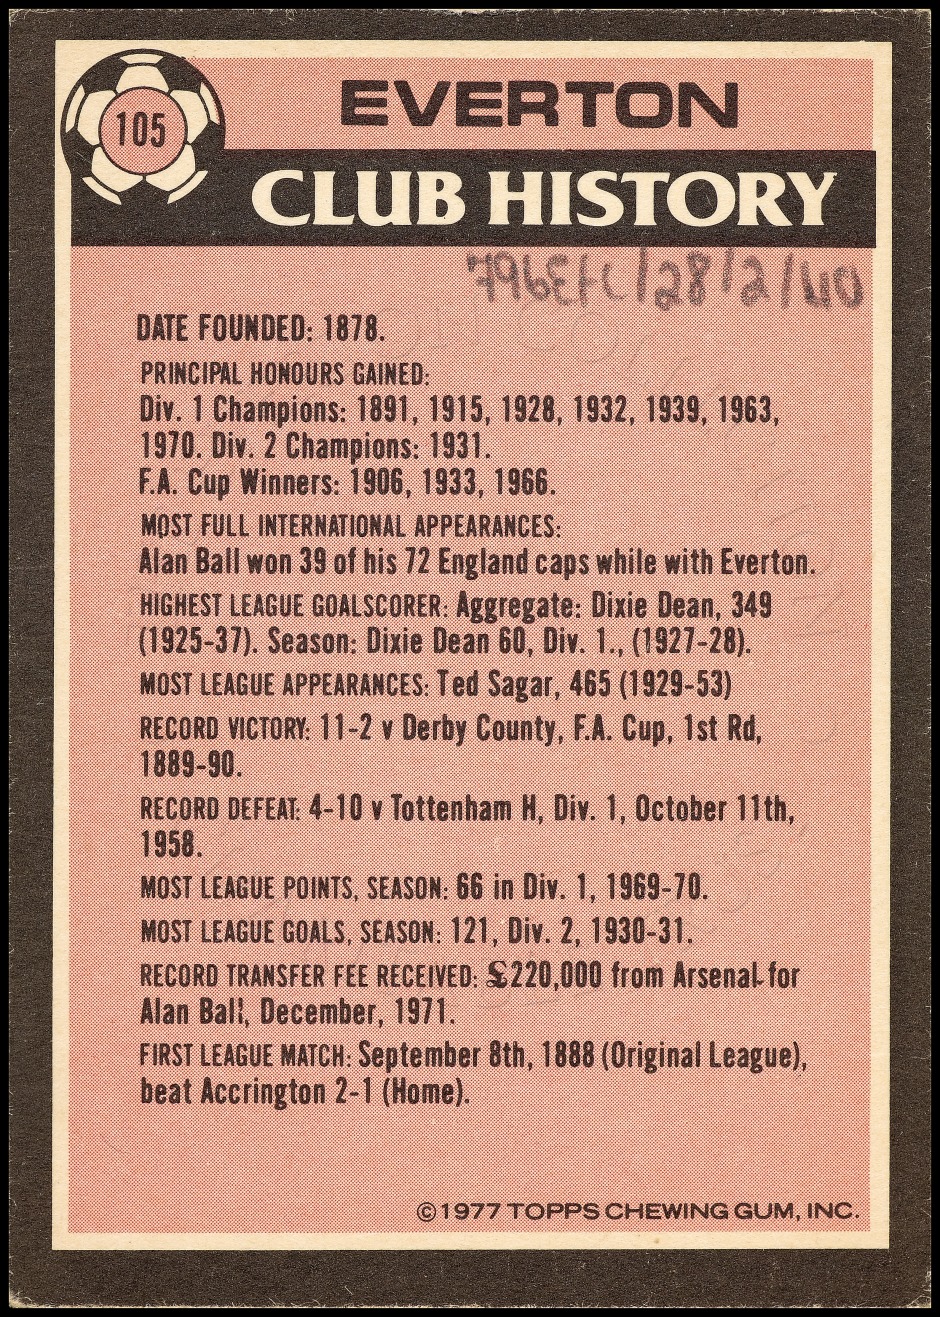 105
EVERTON
CLUB HISTORY
DATE FOUNDED: 1878.
PRINCIPAL HONOURS GAINED:
Div. 1 Champions: 1891, 1915, 1928, 1932, 1939, 1963,
1970. Div. 2 Champions: 1931.
F.A. Cup Winners: 1906, 1933, 1966.
MOST FULL INTERNATIONAL APPEARANCES:
Alan Ball won 39 of his 72 England caps while with Everton.
HIGHEST LEAGUE GOALSCORER: Aggregate: Dixie Dean, 349
(1925-37). Season: Dixie Dean 60, Div. 1., (1927-28).
MOST LEAGUE APPEARANCES: Ted Sagar, 465 (1929-53)
RECORD VICTORY: 11-2 v Derby County, F.A. Cup, 1st Rd,
1889-90.
RECORD DEFEAT: 4-10 v Tottenham H, Div. 1, October 11th,
1958.
MOST LEAGUE POINTS, SEASON: 66 in Div. 1, 1969-70.
MOST LEAGUE GOALS, SEASON: 121, Div. 2, 1930-31.
RECORD TRANSFER FEE RECEIVED: £220,000 from Arsenal for
Alan Ball, December, 1971.
FIRST LEAGUE MATCH: September 8th, 1888 (Original League),
beat Accrington 2-1 (Home).
©1977 TOPPS CHEWING GUM, INC.